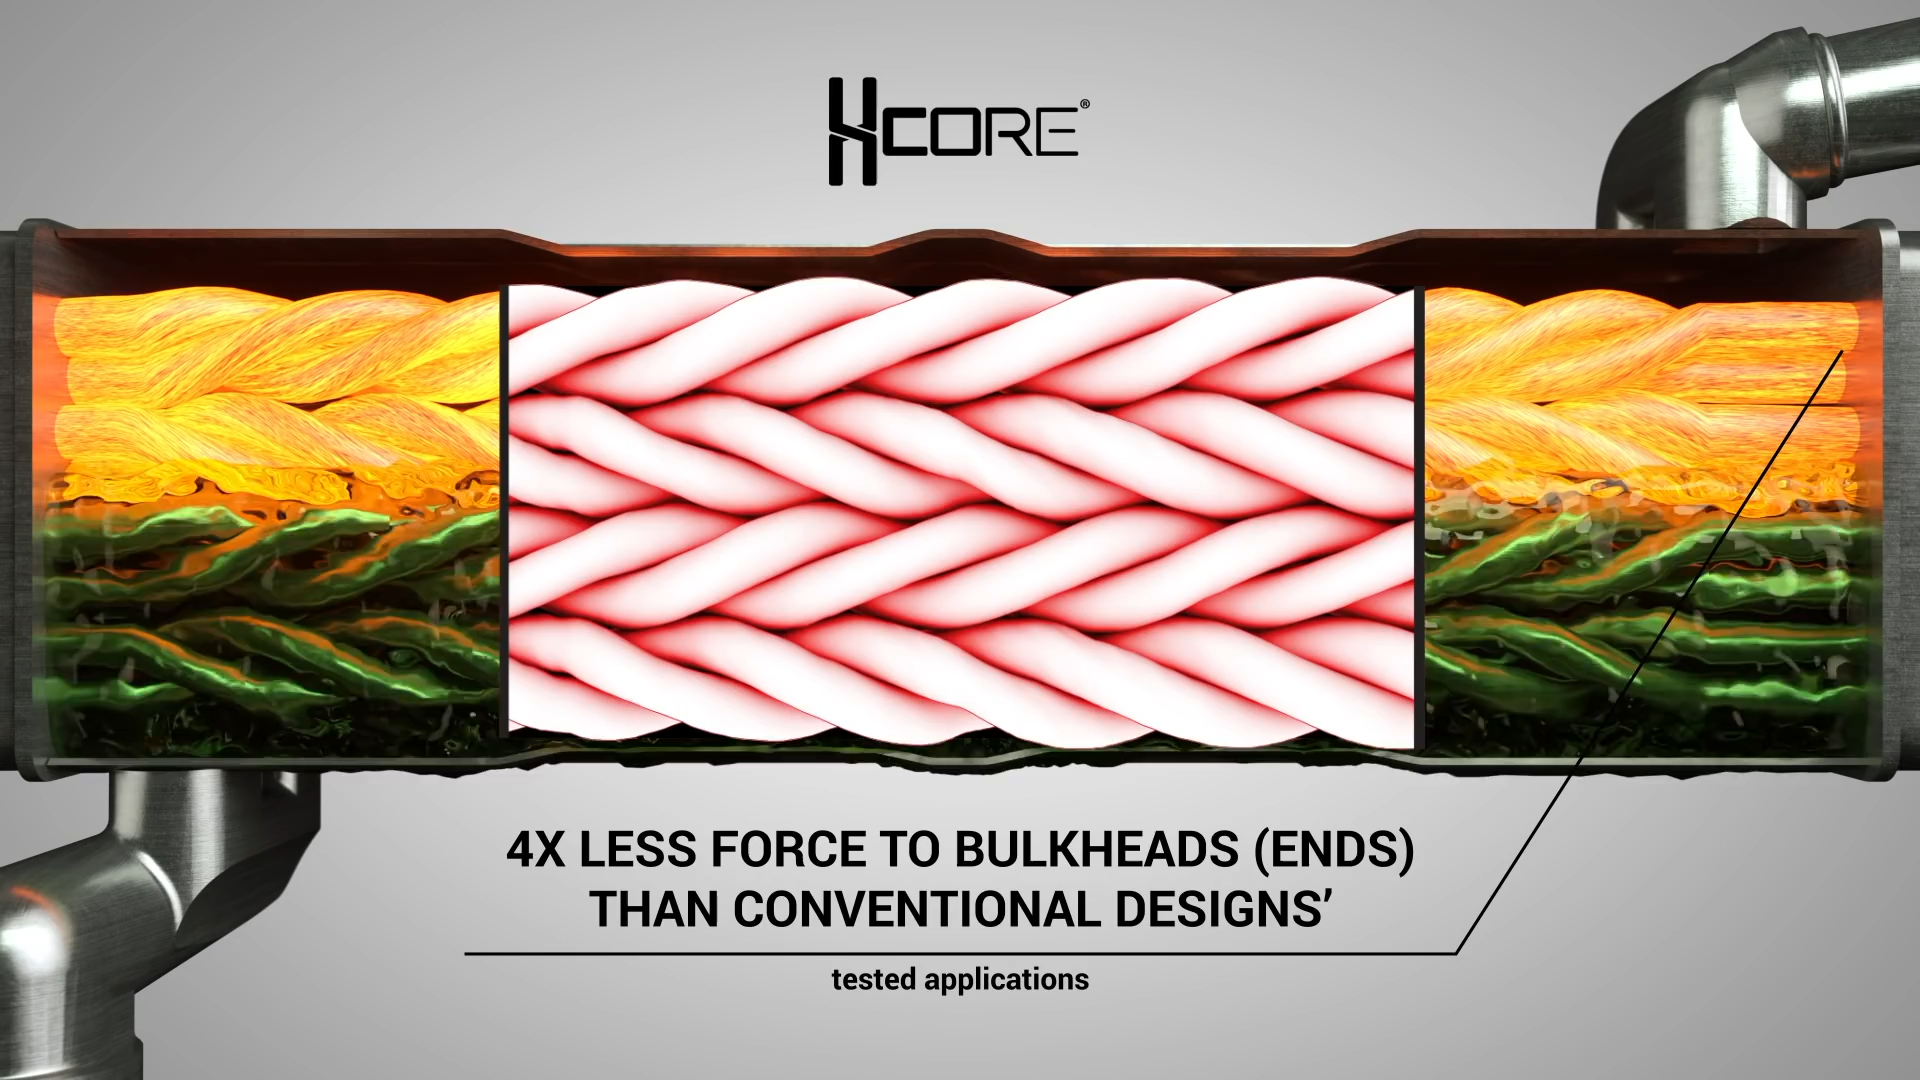 HCORE®
4X LESS FORCE TO BULKHEADS (ENDS)
THAN CONVENTIONAL DESIGNS’
tested applications